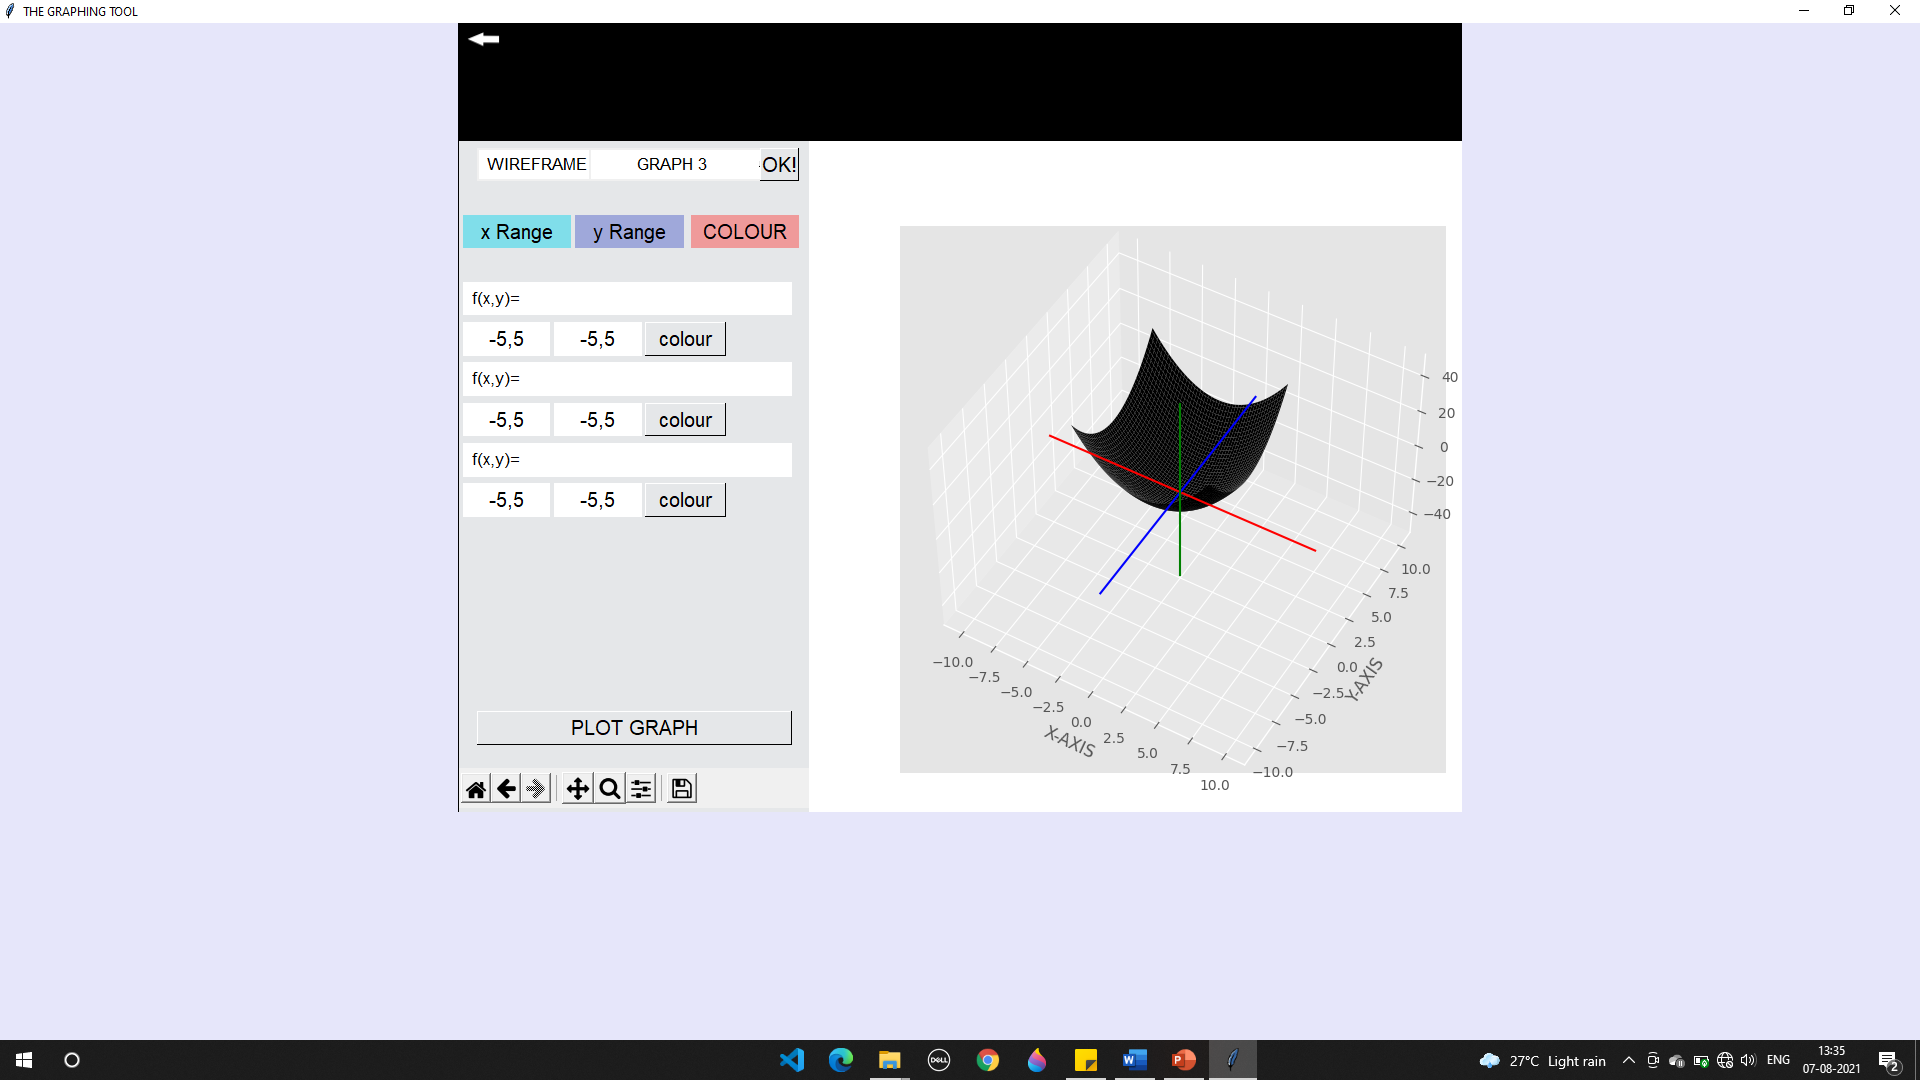 THE GRAPHING TOOL
WIREFRAME GRAPH 3 OK!
x Range y Range COLOUR
f(x,y)=
-5,5 -5,5 colour
f(x,y)=
-5,5 -5,5 colour
f(x,y)=
-5,5 -5,5 colour
PLOT GRAPH
40
20
0
−20
−40
10.0
7.5
5.0
2.5
0.0
−2.5
−5.0
−7.5
−10.0
Y-AXIS
−10.0
−7.5
−5.0
−2.5
0.0
2.5
5.0
7.5
10.0
X-AXIS
DELL
W
P
27°C Light rain
ENG
13:35
07-08-2021
2